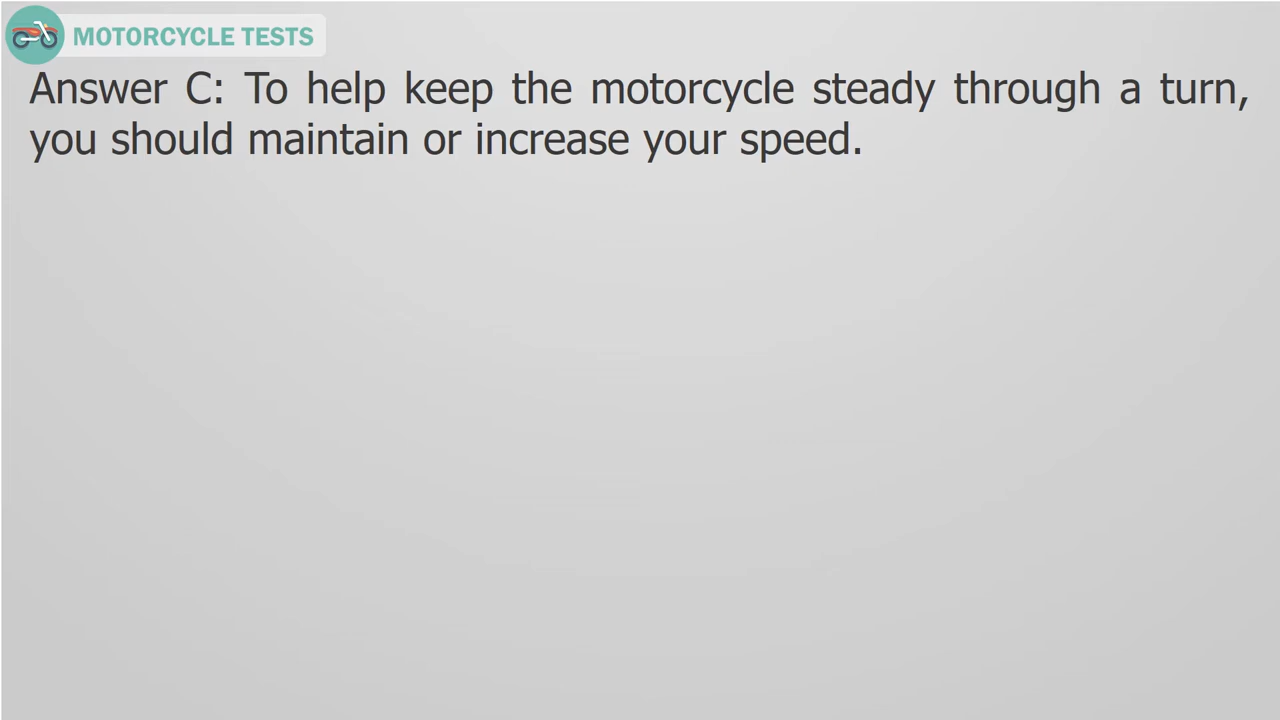 MOTORCYCLE TESTS
Answer C: To help keep the motorcycle steady through a turn,
you should maintain or increase your speed.